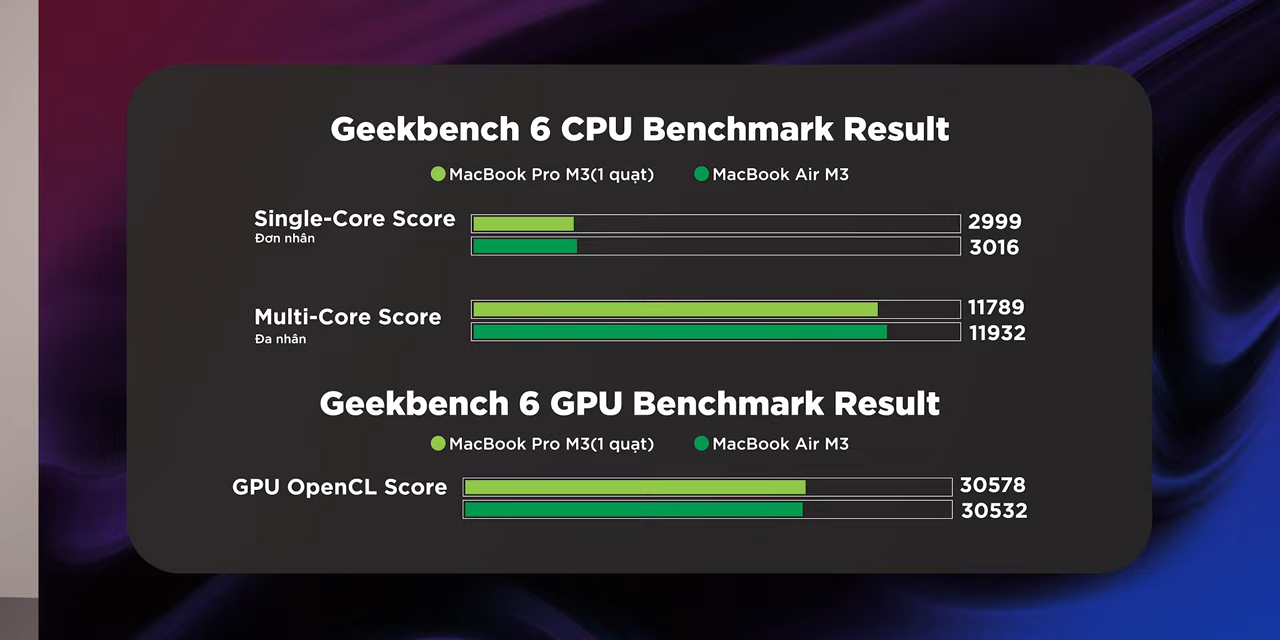 Geekbench 6 CPU Benchmark Result
MacBook Pro M3(1 quạt) MacBook Air M3
Single-Core Score
Đơn nhân
2999
3016
Multi-Core Score
Đa nhân
11789
11932
Geekbench 6 GPU Benchmark Result
MacBook Pro M3(1 quạt) MacBook Air M3
GPU OpenCL Score
30578
30532